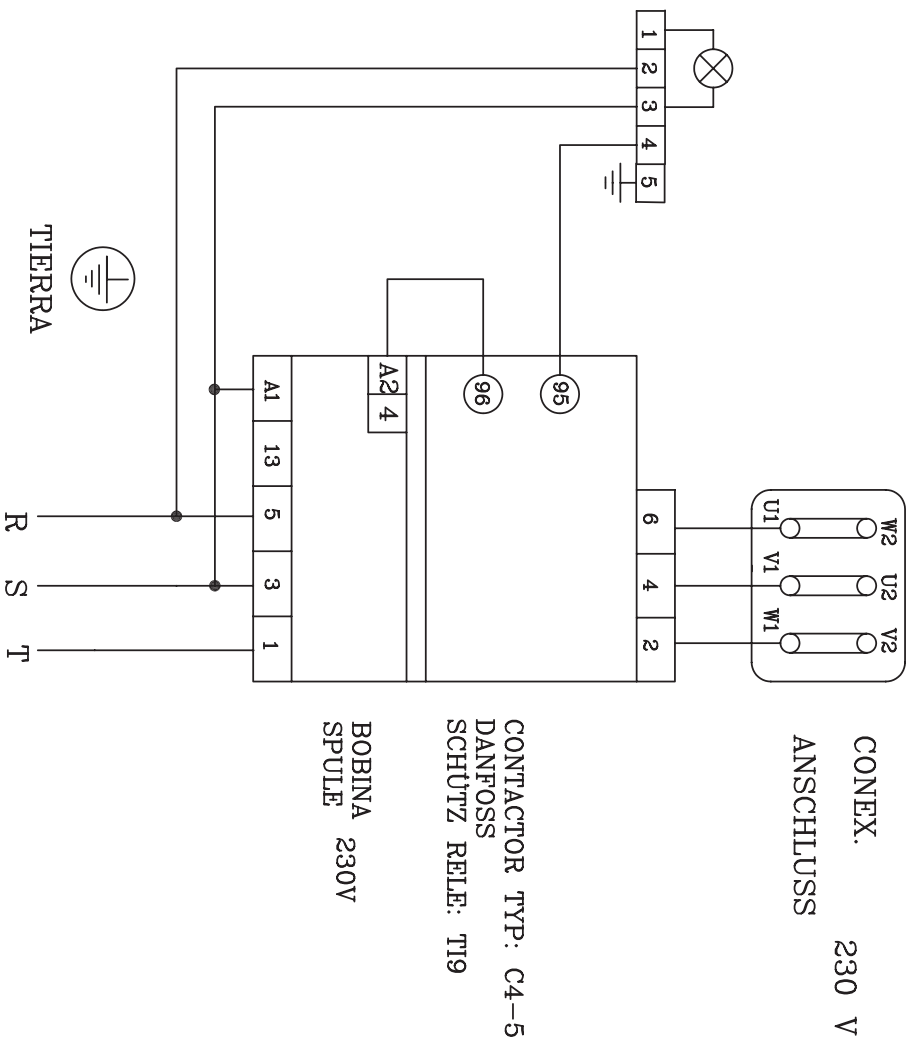 W2 U2 V2
CONEX. 230 V
ANSCHLUSS
U1 V1 W1
1 2 3 4 5
6 4 2
95
96
CONTACTOR TYP: C4-5
DANFOSS
SCHÜTZ RELE: TI9
A2 4
BOBINA 230V
SPULE
A1 13 5 3 1
TIERRA
R S T